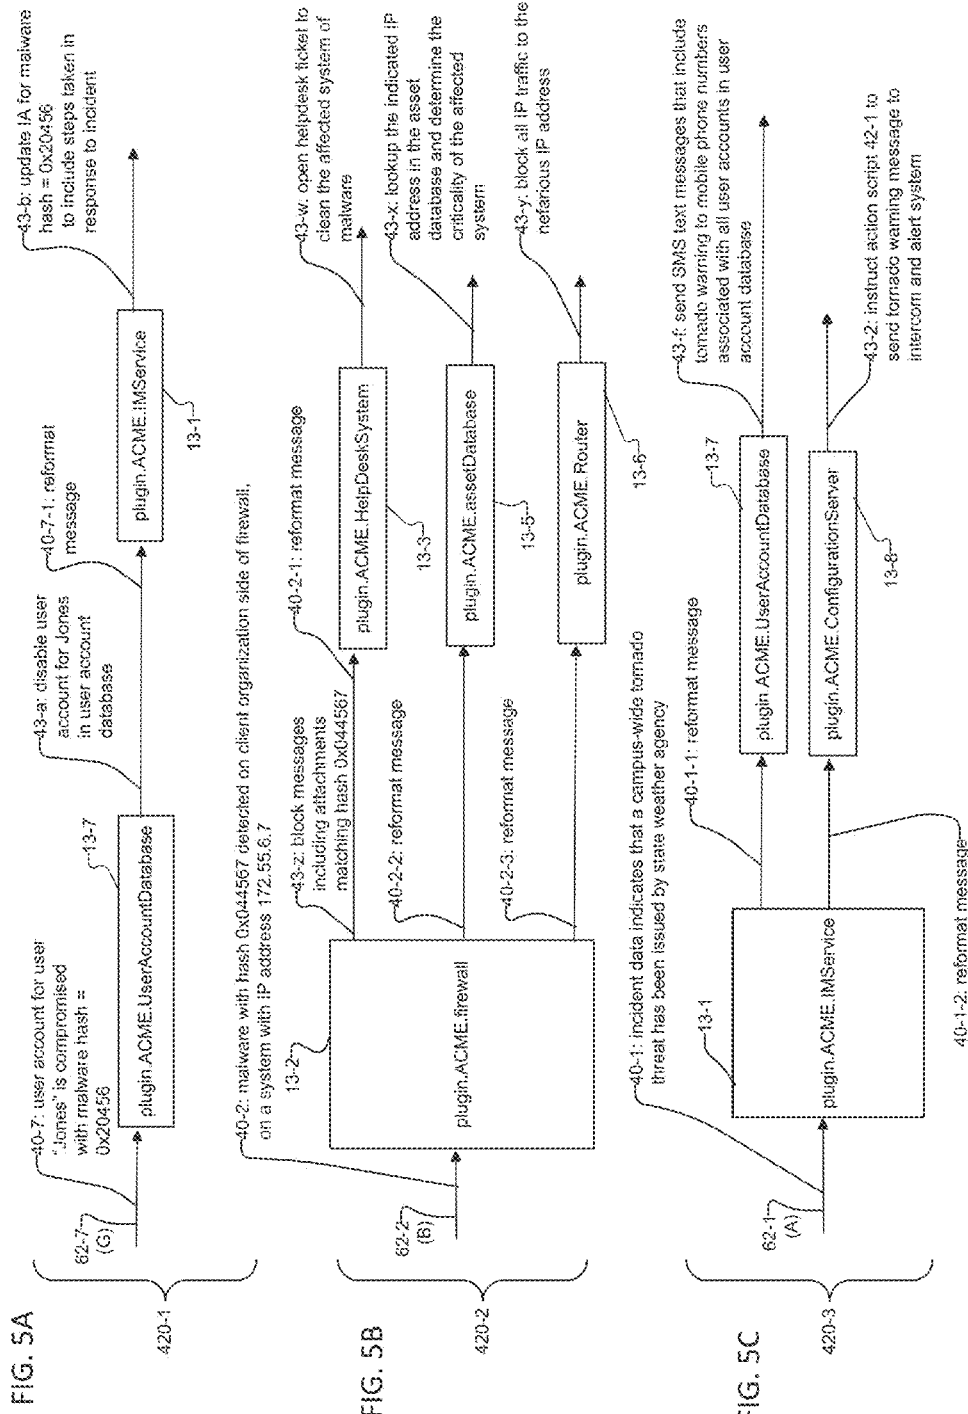 FIG. 5A
420-1
62-7
(G)
40-7: user account for user
"Jones" is compromised
with malware hash =
0x20456
plugin.ACME.UserAccountDatabase
13-7
43-a: disable user
account for Jones
in user account
database
40-7-1: reformat
message
plugin.ACME.IMService
13-1
43-b: update IA for malware
hash = 0x20456
to include steps taken in
response to incident
FIG. 5B
420-2
62-2
(B)
40-2: malware with hash 0x044567 detected on client organization side of firewall,
on a system with IP address 172.55.6.7
13-2
plugin.ACME.firewall
43-z: block messages
including attachments
matching hash 0x044567
40-2-1: reformat message
40-2-2: reformat message
40-2-3: reformat message
plugin.ACME.HelpDeskSystem
13-3
plugin.ACME.assetDatabase
13-5
plugin.ACME.Router
13-6
43-w: open helpdesk ticket to
clean the affected system of
malware
43-x: lookup the indicated IP
address in the asset
database and determine the
criticality of the affected
system
43-y: block all IP traffic to the
nefarious IP address
FIG. 5C
420-3
62-1
(A)
40-1: incident data indicates that a campus-wide tornado
threat has been issued by state weather agency
13-1
plugin.ACME.IMService
40-1-1: reformat message
40-1-2: reformat message
plugin.ACME.UserAccountDatabase
13-7
plugin.ACME.ConfigurationServer
13-8
43-f: send SMS text messages that include
tornado warning to mobile phone numbers
associated with all user accounts in user
account database
43-2: instruct action script 42-1 to
send tornado warning message to
intercom and alert system